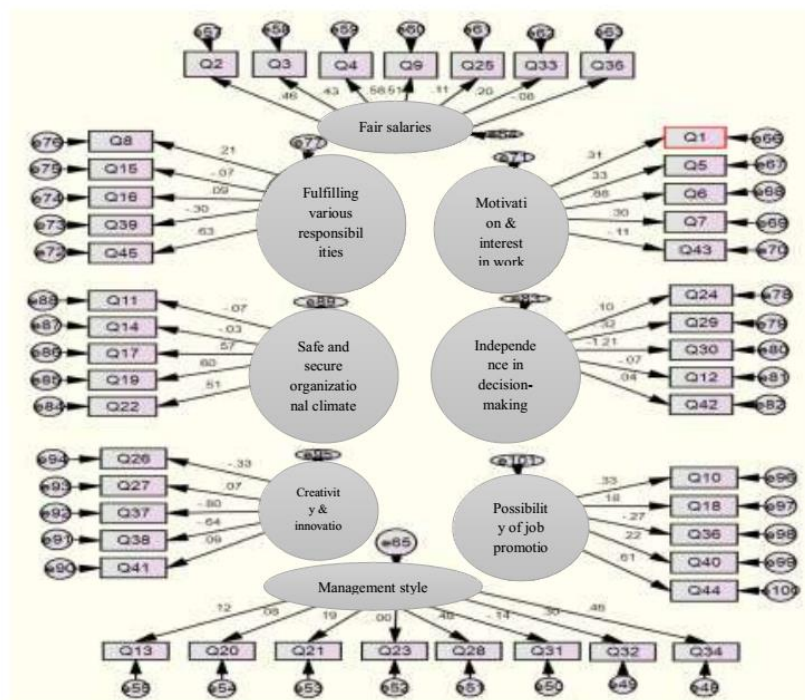 e57 e58 e59 e60 e61 e62 e63
Q2 Q3 Q4 Q9 Q25 Q33 Q35
.46 .43 .58 .51 .11 .20 -.08
Fair salaries
e64
e77
e76 Q8 .21
e75 Q15 -.07
e74 Q16 .09
e73 Q39 -.30
e72 Q45 .63
Fulfilling
various
responsibil
ities
e71
Motivati
on &
interest
in work
.31 Q1 e66
.33 Q5 e67
.68 Q6 e68
.30 Q7 e69
-.11 Q43 e70
e89
e88 Q11 -.07
e87 Q14 -.03
e86 Q17 .57
e85 Q19 .60
e84 Q22 .51
Safe and
secure
organizatio
nal climate
e83
Independe
nce in
decision-
making
.10 Q24 e78
.32 Q29 e79
-1.21 Q30 e80
-.07 Q12 e81
.04 Q42 e82
e95
e94 Q26 -.33
e93 Q27 .07
e92 Q37 -.80
e91 Q38 -.64
e90 Q41 .09
Creativit
y &
innovatio
e101
Possibilit
y of job
promotio
.33 Q10 e96
.18 Q18 e97
-.27 Q36 e98
.22 Q40 e99
.61 Q44 e100
e65
Management style
.12 .08 .19 .00 .48 -.14 .30 .46
Q13 Q20 Q21 Q23 Q28 Q31 Q32 Q34
e55 e54 e53 e52 e51 e50 e49 e48